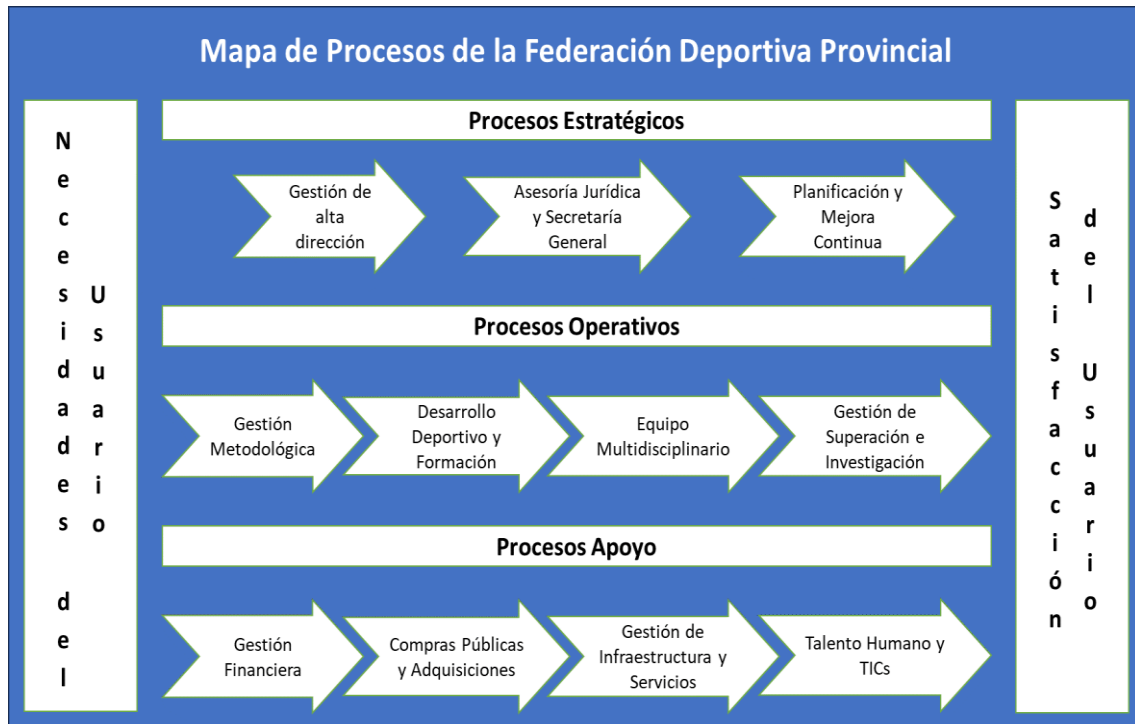 Mapa de Procesos de la Federación Deportiva Provincial
Necesidades del
Usuario
Procesos Estratégicos
Gestión de
alta
dirección
Asesoría Jurídica
y Secretaría
General
Planificación y
Mejora
Continua
Procesos Operativos
Gestión
Metodológica
Desarrollo
Deportivo y
Formación
Equipo
Multidisciplinario
Gestión de
Superación e
Investigación
Procesos Apoyo
Gestión
Financiera
Compras Públicas
y Adquisiciones
Gestión de
Infraestructura y
Servicios
Talento Humano y
TICs
Satisfacción
del Usuario